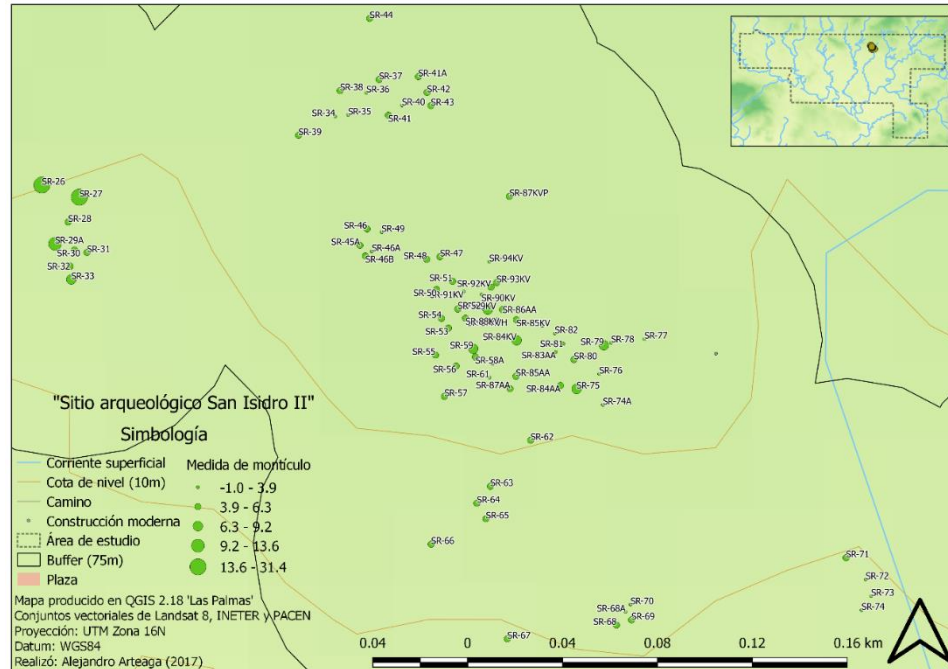 SR-44
SR-37
SR-41A
SR-38
SR-36
SR-42
SR-40
SR-43
SR-34
SR-35
SR-41
SR-39
SR-26
SR-27
SR-87KVP
SR-28
SR-46
SR-49
SR-29A
SR-45A
SR-46A
SR-30
SR-31
SR-46B
SR-48
SR-47
SR-94KV
SR-32
SR-33
SR-51
SR-92KV
SR-93KV
SR-50
SR-91KV
SR-90KV
SR-86AA
SR-54
SR-85KV
SR-53
SR-82
SR-84KV
SR-81
SR-79
SR-78
SR-77
SR-59
SR-55
SR-58A
SR-83AA
SR-80
SR-56
SR-61
SR-85AA
SR-76
SR-87AA
SR-84AA
SR-75
SR-57
SR-74A
SR-62
SR-63
SR-64
SR-65
SR-66
SR-71
SR-72
SR-73
SR-74
SR-70
SR-68A
SR-68
SR-69
SR-67
"Sitio arqueológico San Isidro II"
Simbología
Corriente superficial
Cota de nivel (10m)
Camino
Construcción moderna
Área de estudio
Buffer (75m)
Plaza
Medida de montículo
-1.0 - 3.9
3.9 - 6.3
6.3 - 9.2
9.2 - 13.6
13.6 - 31.4
Mapa producido en QGIS 2.18 'Las Palmas'
Conjuntos vectoriales de Landsat 8, INETER y PACEN
Proyección: UTM Zona 16N
Datum: WGS84
Realizó: Alejandro Arteaga (2017)
0.04 0 0.04 0.08 0.12 0.16 km